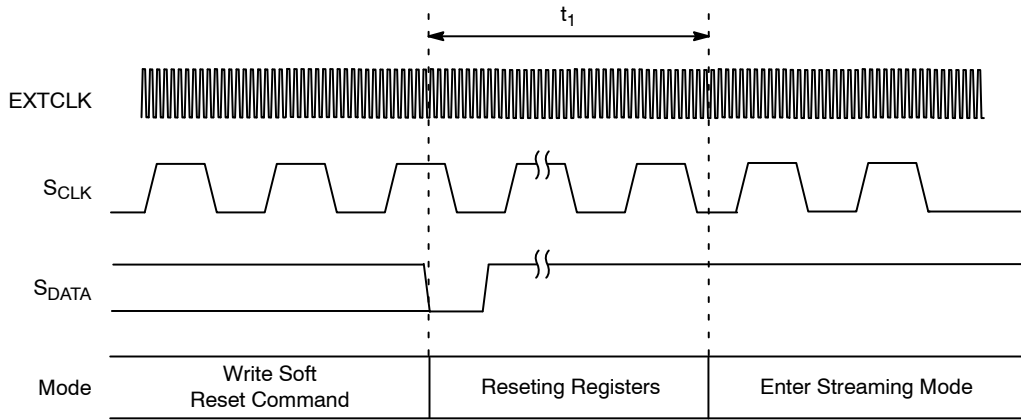 t1
EXTCLK
SCLK
SDATA
Mode
Write Soft
Reset Command
Reseting Registers
Enter Streaming Mode